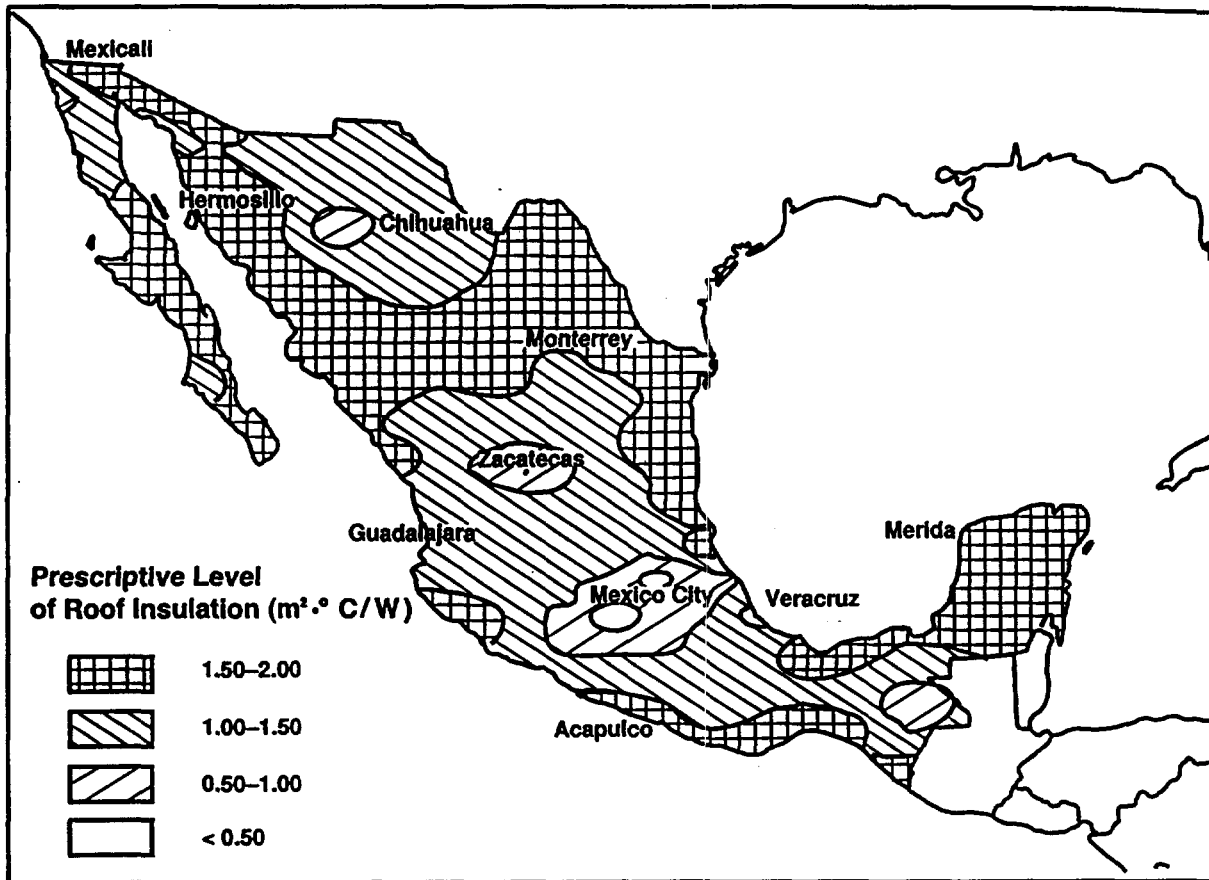 Mexicali
Hermosillo
Chihuahua
Monterrey
Zacatecas
Guadalajara
Merida
Mexico City
Veracruz
Acapulco
Prescriptive Level
of Roof Insulation (m²·° C/W)
1.50–2.00
1.00–1.50
0.50–1.00
< 0.50